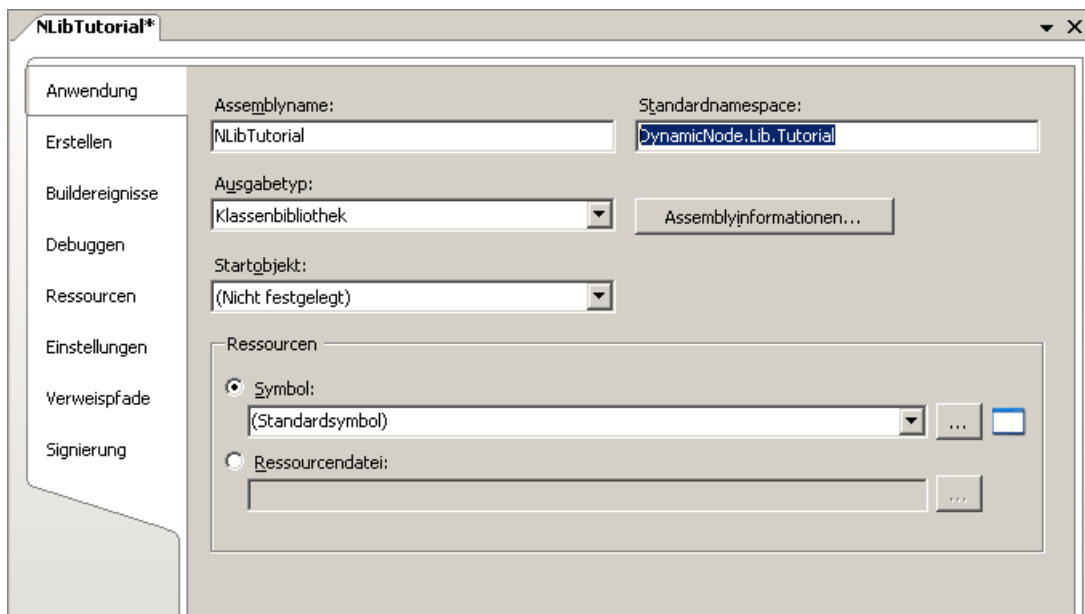 NLibTutorial*
Anwendung
Erstellen
Buildereignisse
Debuggen
Ressourcen
Einstellungen
Verweispfade
Signierung
Assemblyname:
Standardnamespace:
NLibTutorial
DynamicNode.Lib.Tutorial
Ausgabetyp:
Klassenbibliothek
Assemblyinformationen...
Startobjekt:
(Nicht festgelegt)
Ressourcen
Symbol:
(Standardsymbol)
...
Ressourcendatei:
...